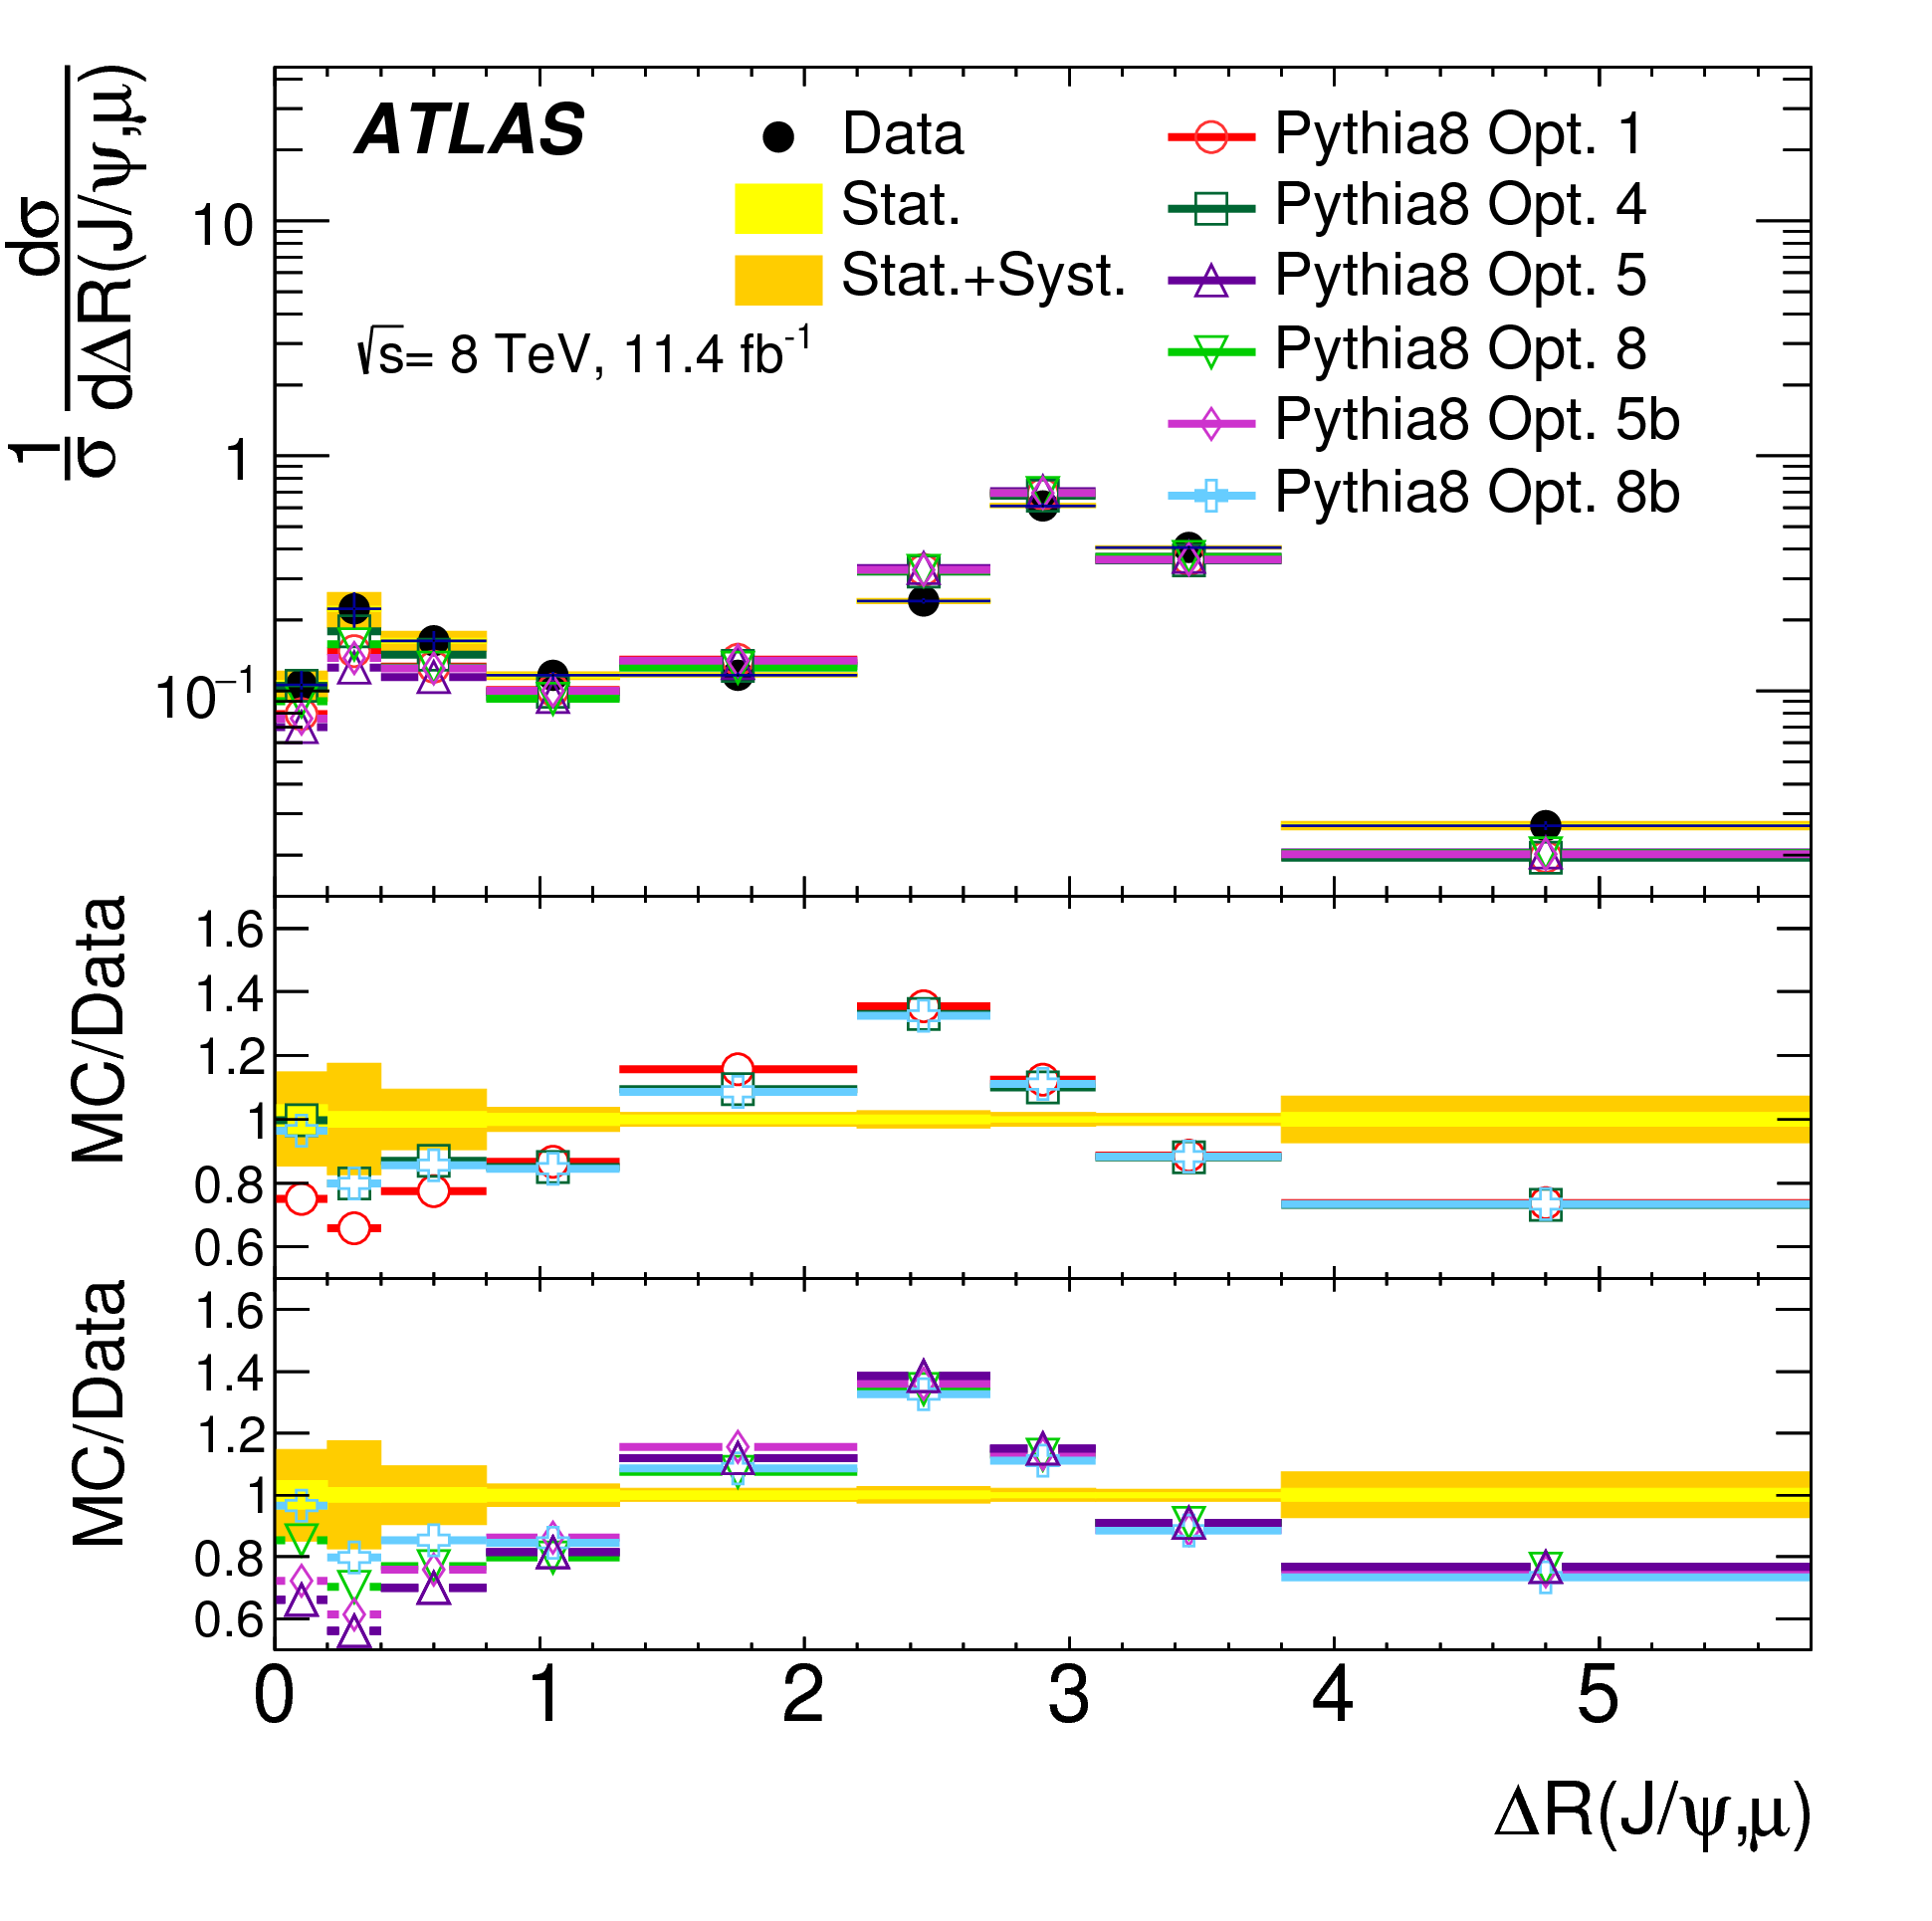 ATLAS
Data
Stat.
Stat.+Syst.
√s= 8 TeV, 11.4 fb-1
Pythia8 Opt. 1
Pythia8 Opt. 4
Pythia8 Opt. 5
Pythia8 Opt. 8
Pythia8 Opt. 5b
Pythia8 Opt. 8b
1/σ dσ/dΔR(J/ψ,μ)
10
1
10−1
MC/Data
1.6
1.4
1.2
1
0.8
0.6
MC/Data
1.6
1.4
1.2
1
0.8
0.6
0 1 2 3 4 5
ΔR(J/ψ,μ)